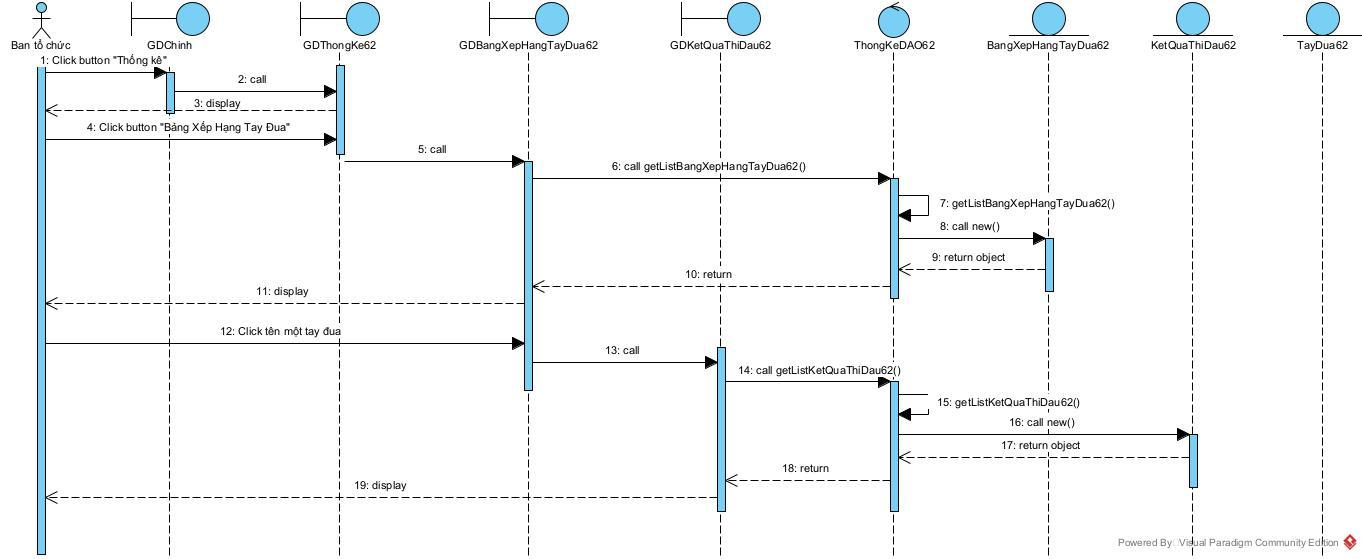 Ban tổ chức
GDChinh
GDThongKe62
GDBangXepHangTayDua62
GDKetQuaThiDau62
ThongKeDAO62
BangXepHangTayDua62
KetQuaThiDau62
TayDua62
1: Click button "Thống kê"
2: call
3: display
4: Click button "Bảng Xếp Hạng Tay Đua"
5: call
6: call getListBangXepHangTayDua62()
7: getListBangXepHangTayDua62()
8: call new()
9: return object
10: return
11: display
12: Click tên một tay đua
13: call
14: call getListKetQuaThiDau62()
15: getListKetQuaThiDau62()
16: call new()
17: return object
18: return
19: display
Powered By Visual Paradigm Community Edition